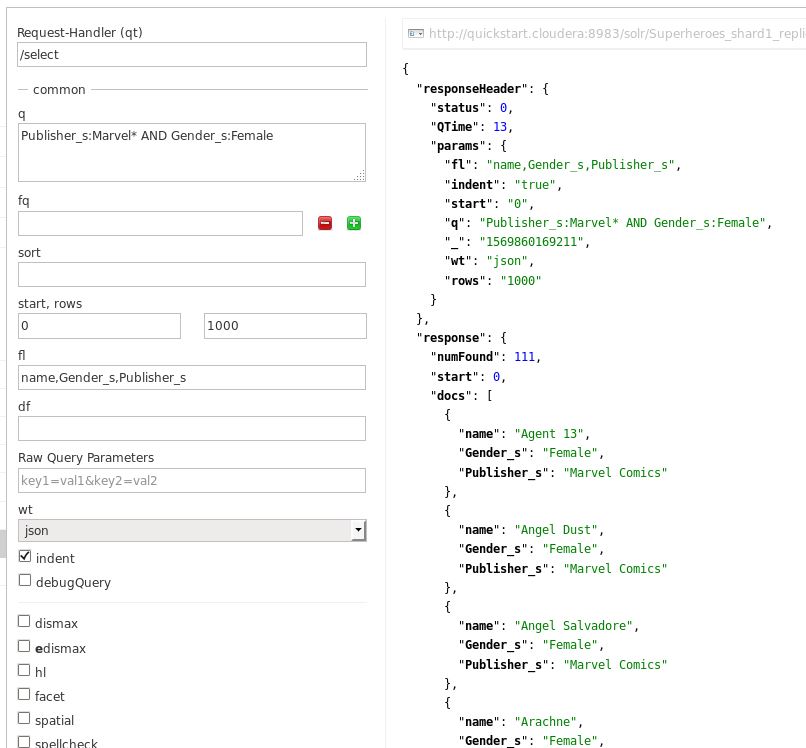 Request-Handler (qt)
/select
common
q
Publisher_s:Marvel* AND Gender_s:Female
fq
sort
start, rows
0 1000
fl
name,Gender_s,Publisher_s
df
Raw Query Parameters
key1=val1&key2=val2
wt
json
indent
debugQuery
dismax
edismax
hl
facet
spatial
spellcheck
http://quickstart.cloudera:8983/solr/Superheroes_shard1_repli
{
"responseHeader": {
"status": 0,
"QTime": 13,
"params": {
"fl": "name,Gender_s,Publisher_s",
"indent": "true",
"start": "0",
"q": "Publisher_s:Marvel* AND Gender_s:Female",
"_": "1569860169211",
"wt": "json",
"rows": "1000"
}
},
"response": {
"numFound": 111,
"start": 0,
"docs": [
{
"name": "Agent 13",
"Gender_s": "Female",
"Publisher_s": "Marvel Comics"
},
{
"name": "Angel Dust",
"Gender_s": "Female",
"Publisher_s": "Marvel Comics"
},
{
"name": "Angel Salvadore",
"Gender_s": "Female",
"Publisher_s": "Marvel Comics"
},
{
"name": "Arachne",
"Gender_s": "Female",